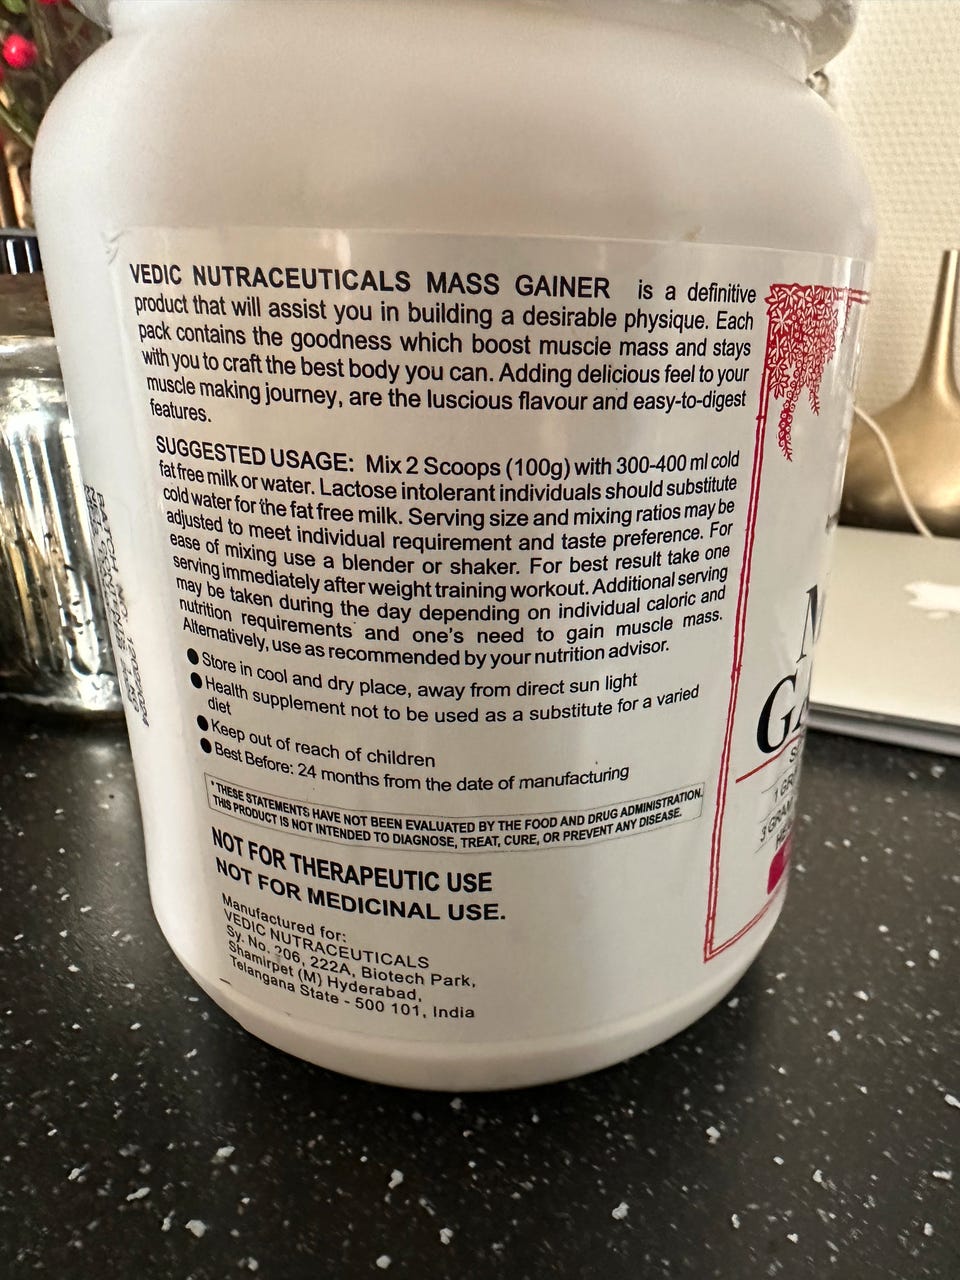 VEDIC NUTRACEUTICALS MASS GAINER is a definitive
product that will assist you in building a desirable physique. Each
pack contains the goodness which boost muscle mass and stays
with you to craft the best body you can. Adding delicious feel to your
muscle making journey, are the luscious flavour and easy-to-digest
features.
SUGGESTED USAGE: Mix 2 Scoops (100g) with 300-400 ml cold
fat free milk or water. Lactose intolerant individuals should substitute
cold water for the fat free milk. Serving size and mixing ratios may be
adjusted to meet individual requirement and taste preference. For
ease of mixing use a blender or shaker. For best result take one
serving immediately after weight training workout. Additional serving
may be taken during the day depending on individual caloric and
nutrition requirements and one's need to gain muscle mass.
Alternatively, use as recommended by your nutrition advisor.
● Store in cool and dry place, away from direct sun light
● Health supplement not to be used as a substitute for a varied
diet
● Keep out of reach of children
● Best Before: 24 months from the date of manufacturing
* THESE STATEMENTS HAVE NOT BEEN EVALUATED BY THE FOOD AND DRUG ADMINISTRATION.
THIS PRODUCT IS NOT INTENDED TO DIAGNOSE, TREAT, CURE, OR PREVENT ANY DISEASE.
NOT FOR THERAPEUTIC USE
NOT FOR MEDICINAL USE.
Manufactured for:
VEDIC NUTRACEUTICALS
Sy. No. 206, 222A, Biotech Park,
Shamirpet (M) Hyderabad,
Telangana State - 500 101, India
BATCH NO: